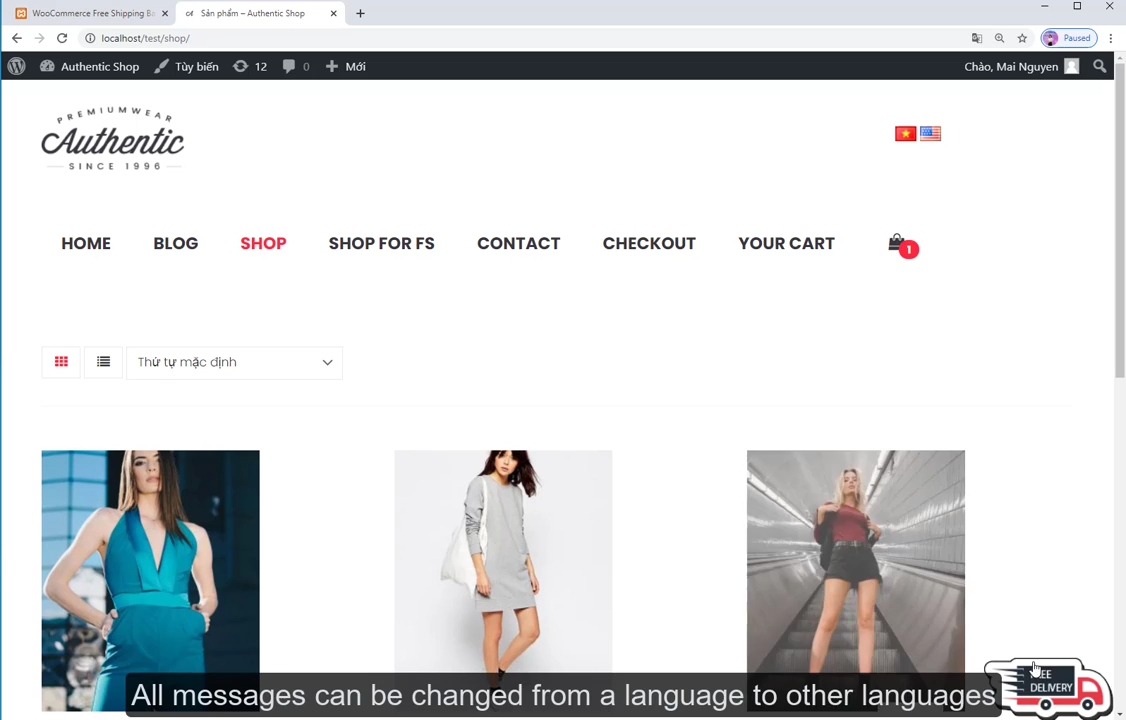 WooCommerce Free Shipping Ba
Sản phẩm – Authentic Shop
localhost/test/shop/
Paused
Authentic Shop
Tùy biến
12
0
Mới
Chào, Mai Nguyen
PREMIUMWEAR
Authentic
SINCE 1996
HOME
BLOG
SHOP
SHOP FOR FS
CONTACT
CHECKOUT
YOUR CART
1
Thứ tự mặc định
DELIVERY
All messages can be changed from a language to other languages